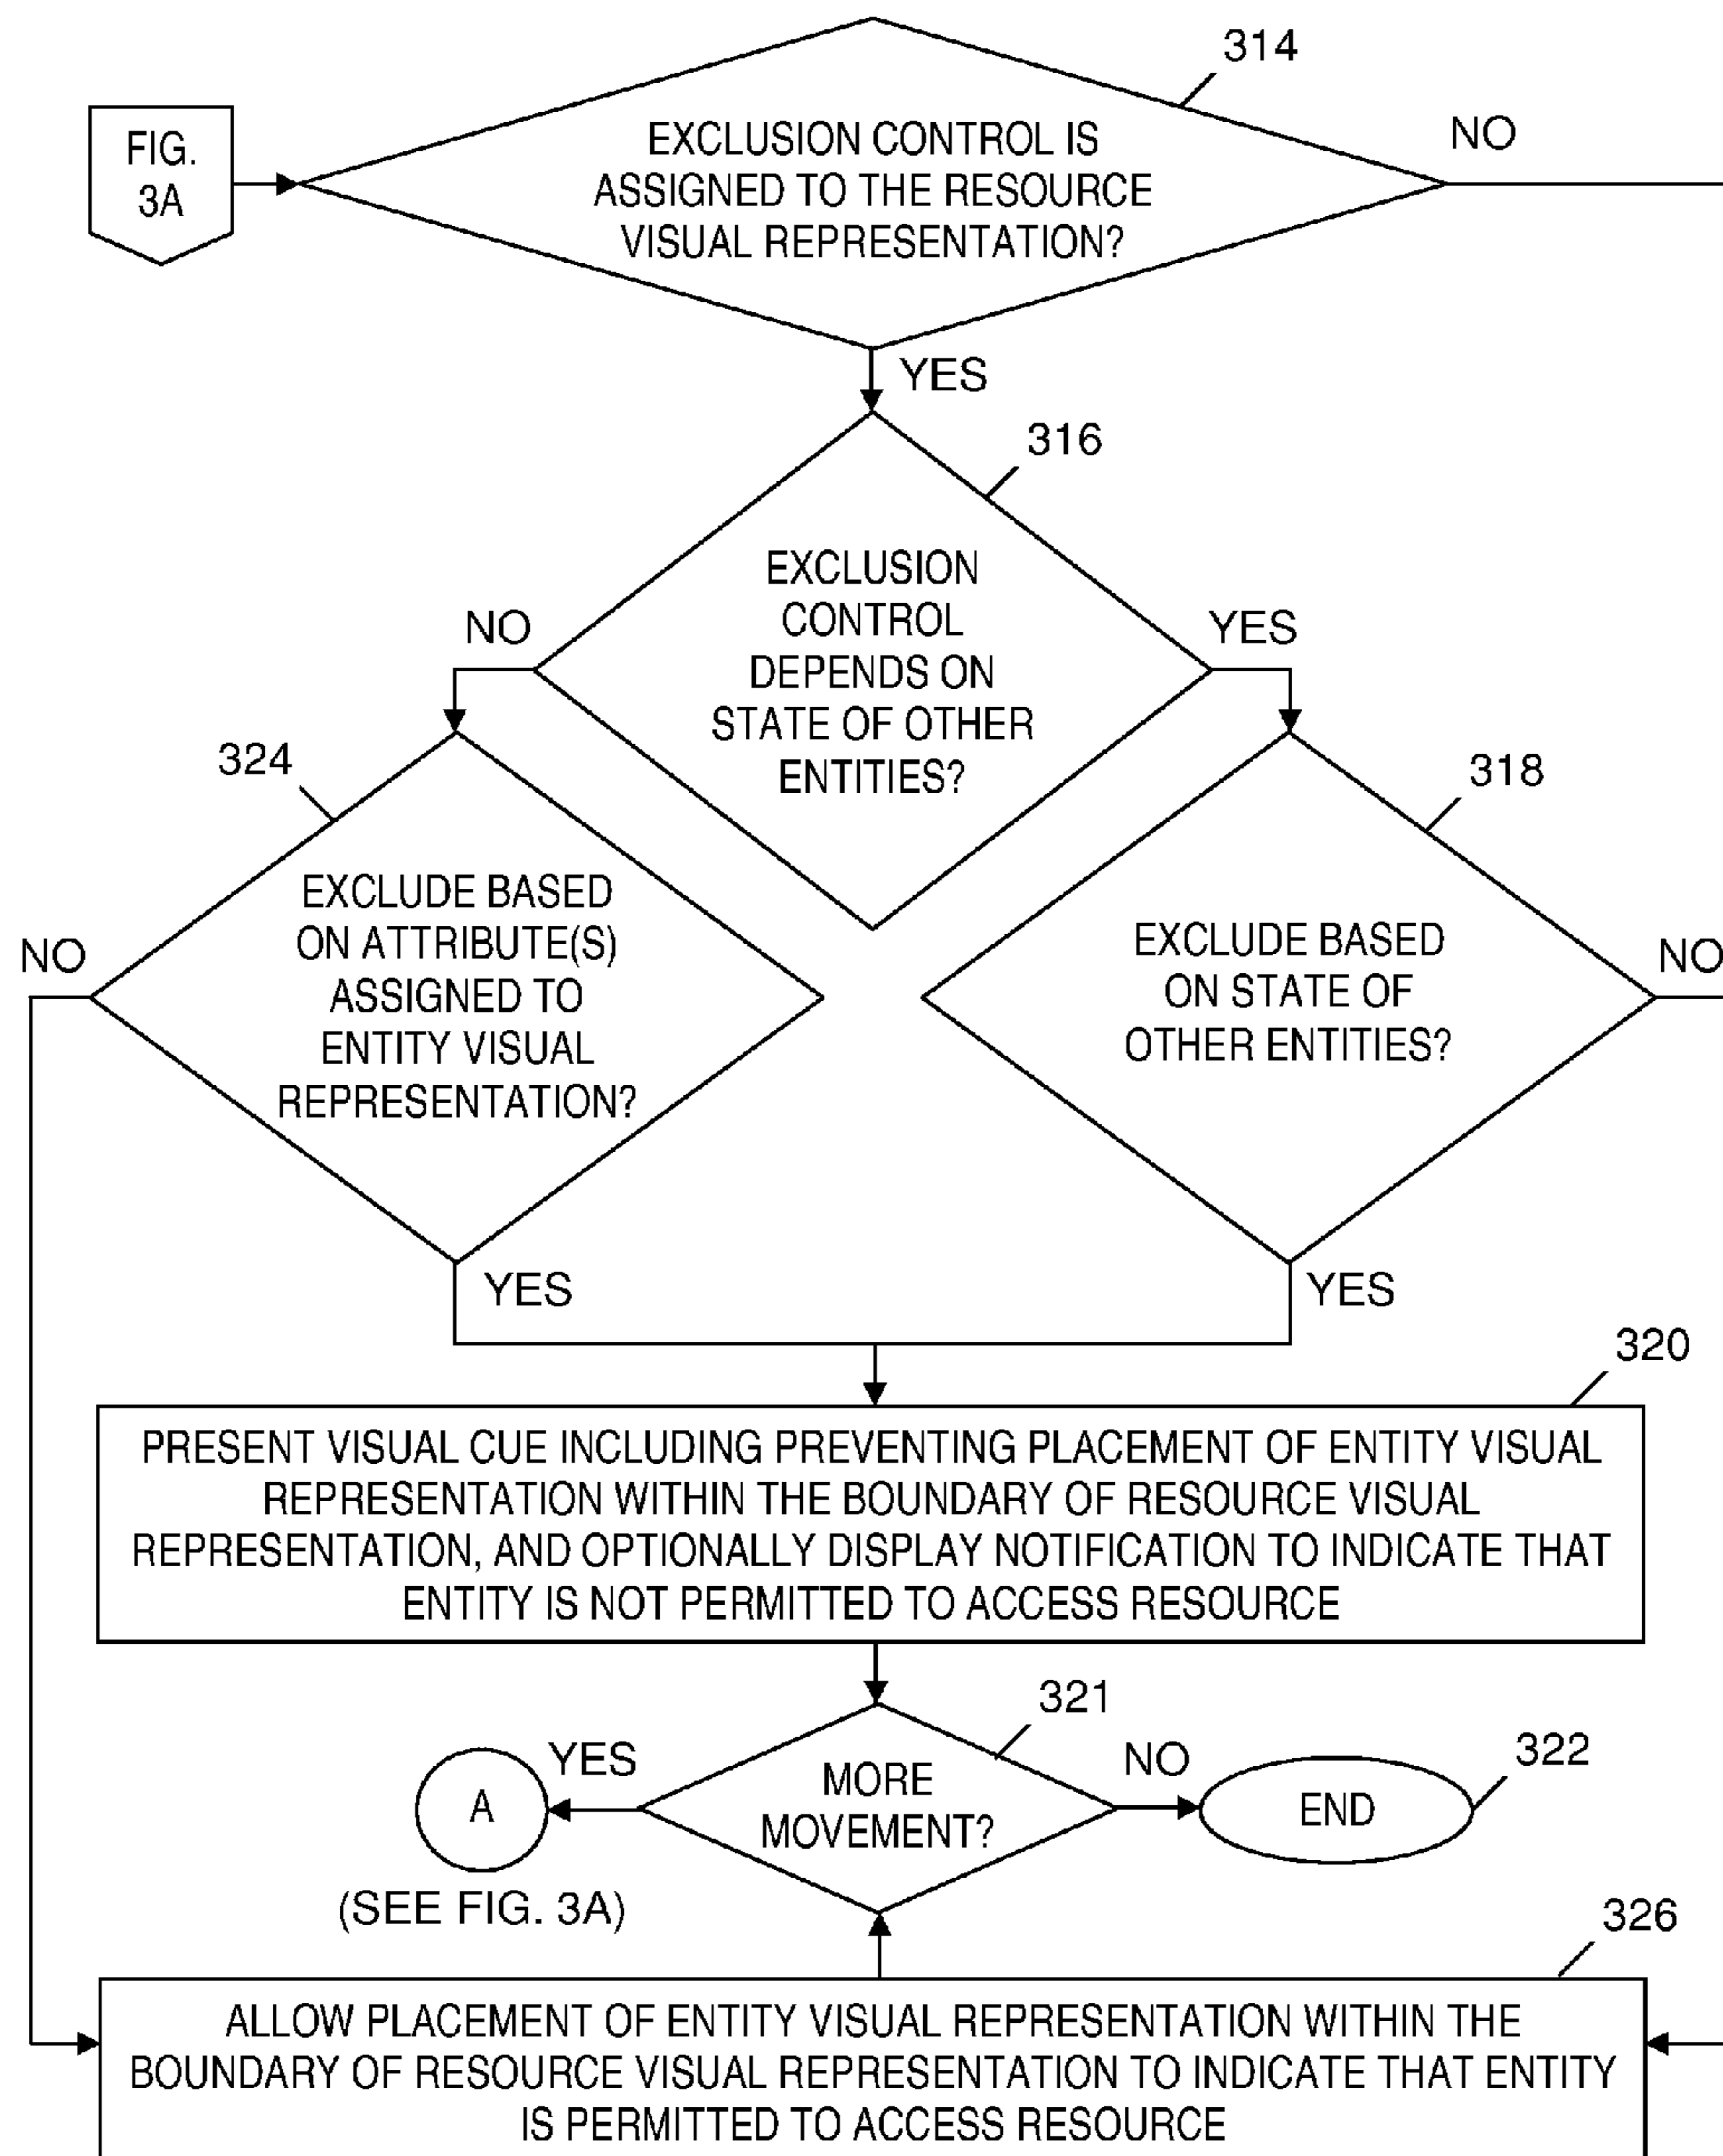 314
FIG.
3A
EXCLUSION CONTROL IS
ASSIGNED TO THE RESOURCE
VISUAL REPRESENTATION?
NO
YES
316
EXCLUSION
CONTROL
DEPENDS ON
STATE OF OTHER
ENTITIES?
NO
YES
324
EXCLUDE BASED
ON ATTRIBUTE(S)
ASSIGNED TO
ENTITY VISUAL
REPRESENTATION?
NO
YES
318
EXCLUDE BASED
ON STATE OF
OTHER ENTITIES?
NO
YES
320
PRESENT VISUAL CUE INCLUDING PREVENTING PLACEMENT OF ENTITY VISUAL
REPRESENTATION WITHIN THE BOUNDARY OF RESOURCE VISUAL
REPRESENTATION, AND OPTIONALLY DISPLAY NOTIFICATION TO INDICATE THAT
ENTITY IS NOT PERMITTED TO ACCESS RESOURCE
321
MORE
MOVEMENT?
YES
A
(SEE FIG. 3A)
NO
322
END
326
ALLOW PLACEMENT OF ENTITY VISUAL REPRESENTATION WITHIN THE
BOUNDARY OF RESOURCE VISUAL REPRESENTATION TO INDICATE THAT ENTITY
IS PERMITTED TO ACCESS RESOURCE